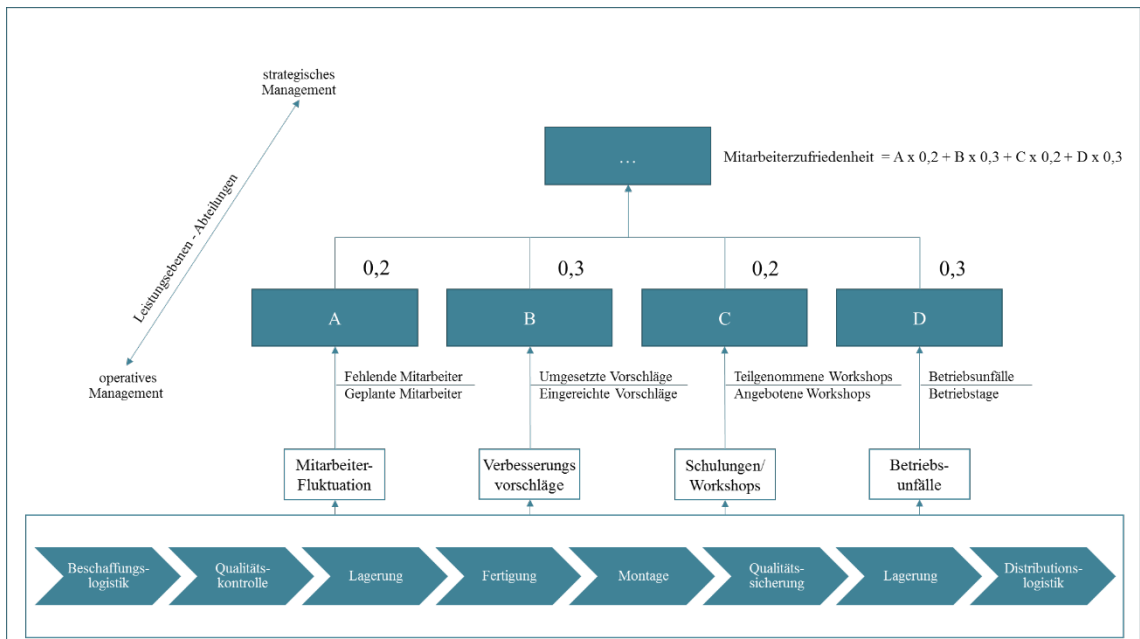 strategisches
Management
Leistungsebenen - Abteilungen
operatives
Management
...
Mitarbeiterzufriedenheit = A x 0,2 + B x 0,3 + C x 0,2 + D x 0,3
0,2
0,3
0,2
0,3
A
B
C
D
Fehlende Mitarbeiter
Geplante Mitarbeiter
Umgesetzte Vorschläge
Eingereichte Vorschläge
Teilgenommene Workshops
Angebotene Workshops
Betriebsunfälle
Betriebstage
Mitarbeiter-
Fluktuation
Verbesserungs
vorschläge
Schulungen/
Workshops
Betriebs-
unfälle
Beschaffungs-
logistik
Qualitäts-
kontrolle
Lagerung
Fertigung
Montage
Qualitäts-
sicherung
Lagerung
Distributions-
logistik